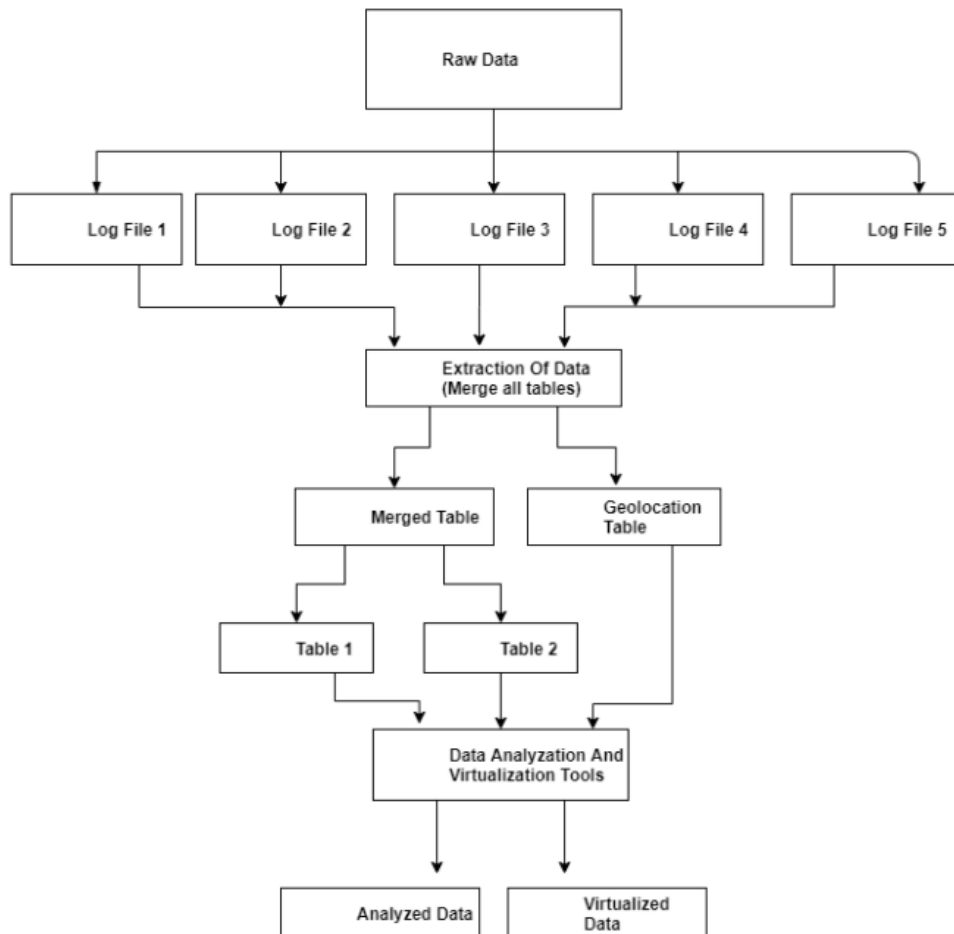 Raw Data
Log File 1
Log File 2
Log File 3
Log File 4
Log File 5
Extraction Of Data
(Merge all tables)
Merged Table
Geolocation
Table
Table 1
Table 2
Data Analyzation And
Virtualization Tools
Analyzed Data
Virtualized
Data